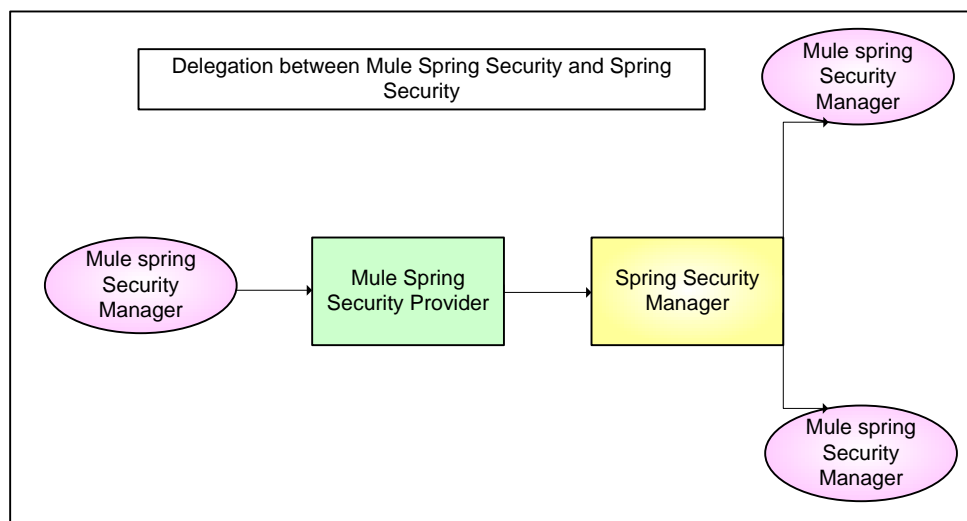 Delegation between Mule Spring Security and Spring
Security
Mule spring
Security
Manager
Mule spring
Security
Manager
Mule Spring
Security Provider
Spring Security
Manager
Mule spring
Security
Manager